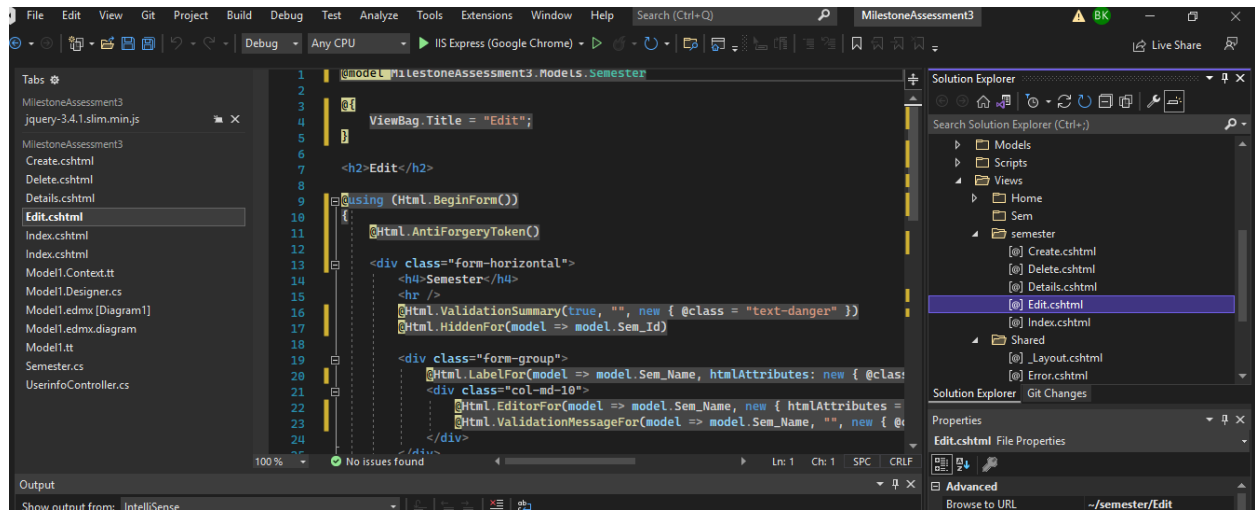 File Edit View Git Project Build Debug Test Analyze Tools Extensions Window Help Search (Ctrl+Q) MilestoneAssessment3 BK
Debug Any CPU IIS Express (Google Chrome) Live Share
Tabs
MilestoneAssessment3
jquery-3.4.1.slim.min.js
MilestoneAssessment3
Create.cshtml
Delete.cshtml
Details.cshtml
Edit.cshtml
Index.cshtml
Index.cshtml
Model1.Context.tt
Model1.Designer.cs
Model1.edmx [Diagram1]
Model1.edmx.diagram
Model1.tt
Semester.cs
UserinfoController.cs
1 @model MilestoneAssessment3.Models.Semester
2
3 @{
4 ViewBag.Title = "Edit";
5 }
6
7 <h2>Edit</h2>
8
9 @using (Html.BeginForm())
10 {
11 @Html.AntiForgeryToken()
12
13 <div class="form-horizontal">
14 <h4>Semester</h4>
15 <hr />
16 @Html.ValidationSummary(true, "", new { @class = "text-danger" })
17 @Html.HiddenFor(model => model.Sem_Id)
18
19 <div class="form-group">
20 @Html.LabelFor(model => model.Sem_Name, htmlAttributes: new { @class
21 <div class="col-md-10">
22 @Html.EditorFor(model => model.Sem_Name, new { htmlAttributes =
23 @Html.ValidationMessageFor(model => model.Sem_Name, "", new { @c
24 </div>
25 </div>
100 % No issues found Ln: 1 Ch: 1 SPC CRLF
Output
Show output from: IntelliSense
Solution Explorer
Search Solution Explorer (Ctrl+;)
Models
Scripts
Views
Home
Sem
semester
[@] Create.cshtml
[@] Delete.cshtml
[@] Details.cshtml
[@] Edit.cshtml
[@] Index.cshtml
Shared
[@] _Layout.cshtml
[@] Error.cshtml
Solution Explorer Git Changes
Properties
Edit.cshtml File Properties
Advanced
Browse to URL ~/semester/Edit